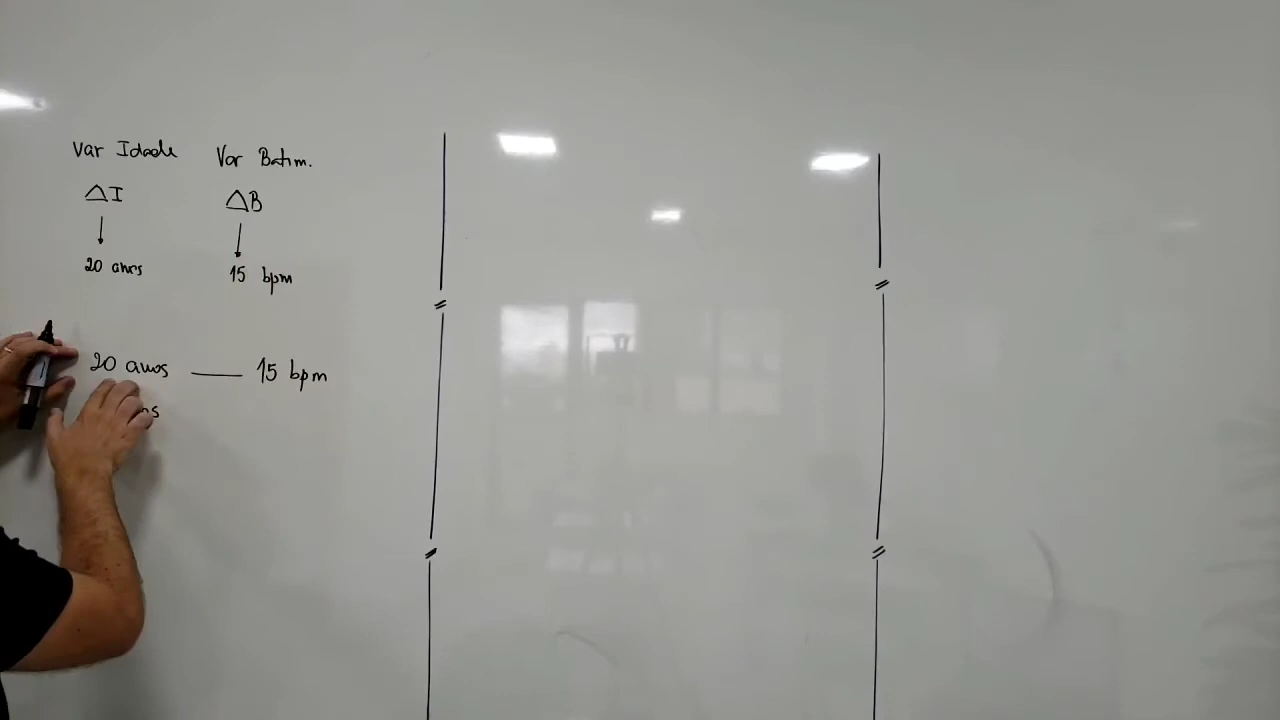 Var Idade Var Batim.
ΔI ΔB
↓ ↓
20 anos 15 bpm
20 anos —— 15 bpm